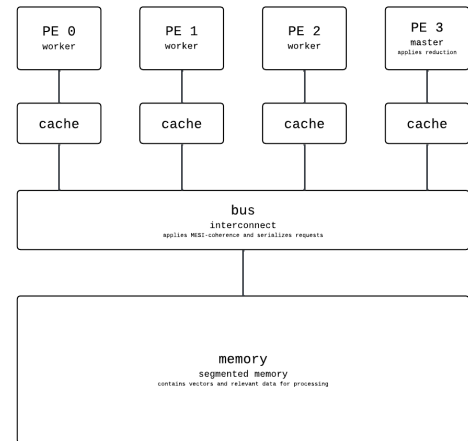 PE 0
worker
PE 1
worker
PE 2
worker
PE 3
master
applies reduction
cache
cache
cache
cache
bus
interconnect
applies MESI-coherence and serializes requests
memory
segmented memory
contains vectors and relevant data for processing